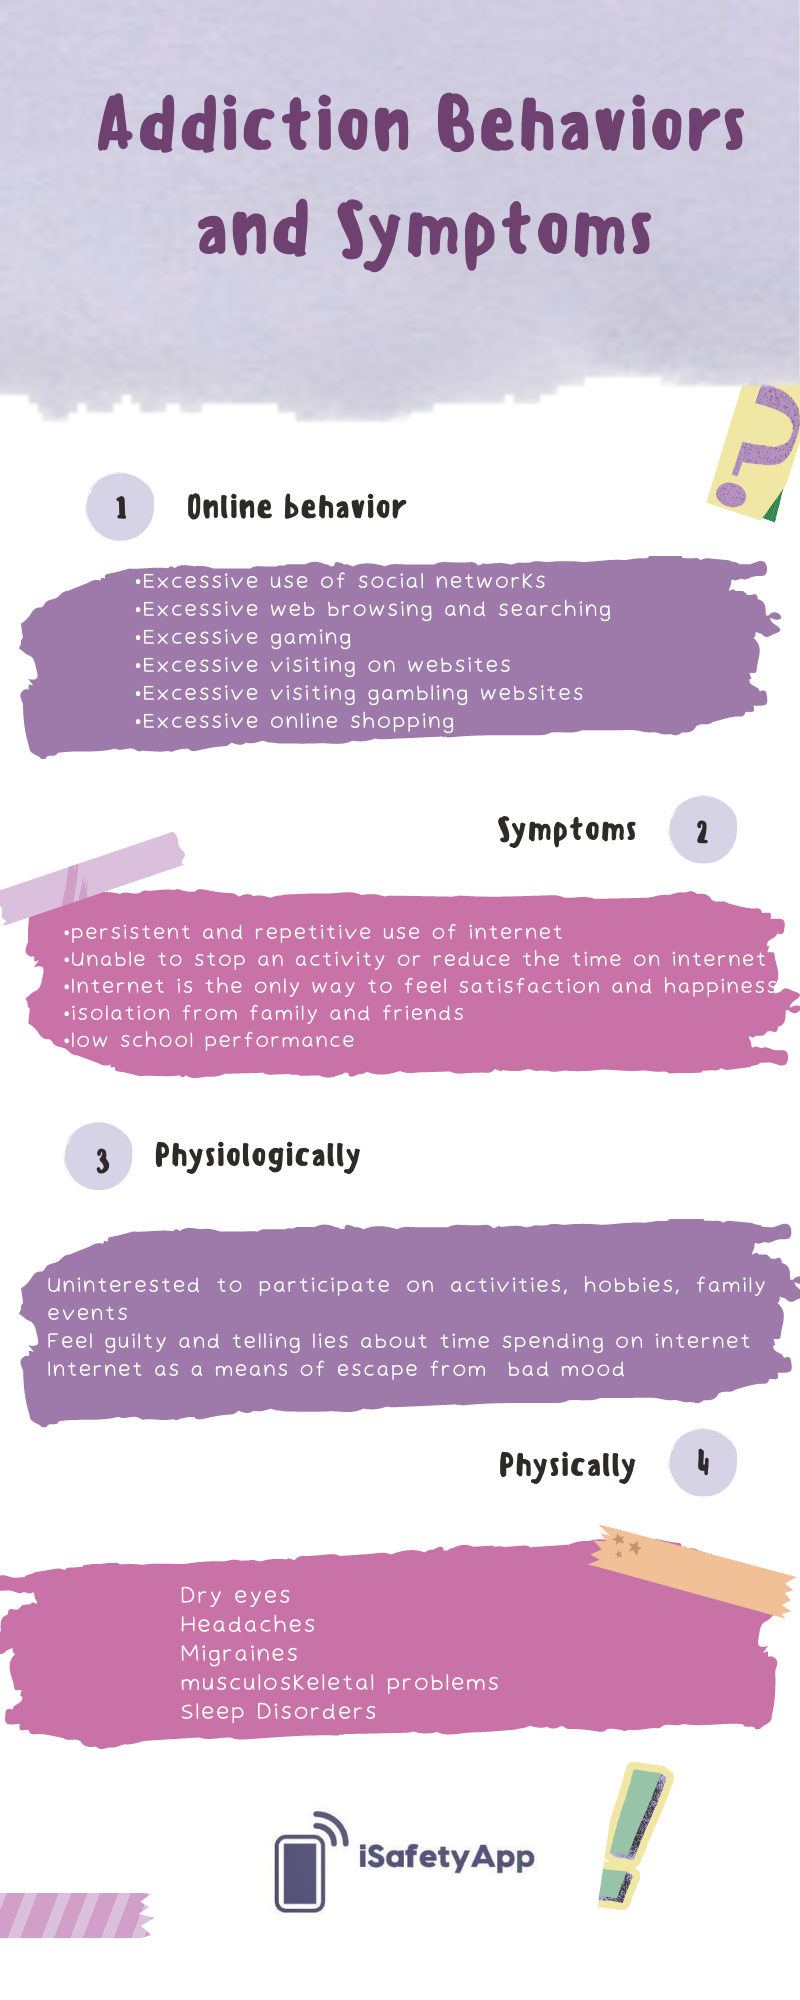 Addiction Behaviors
and Symptoms
?
1 Online behavior
•Excessive use of social networks
•Excessive web browsing and searching
•Excessive gaming
•Excessive visiting on websites
•Excessive visiting gambling websites
•Excessive online shopping
Symptoms 2
•persistent and repetitive use of internet
•Unable to stop an activity or reduce the time on internet
•Internet is the only way to feel satisfaction and happiness
•isolation from family and friends
•low school performance
3 Physiologically
Uninterested to participate on activities, hobbies, family
events
Feel guilty and telling lies about time spending on internet
Internet as a means of escape from bad mood
Physically 4
Dry eyes
Headaches
Migraines
musculoskeletal problems
Sleep Disorders
iSafetyApp
!